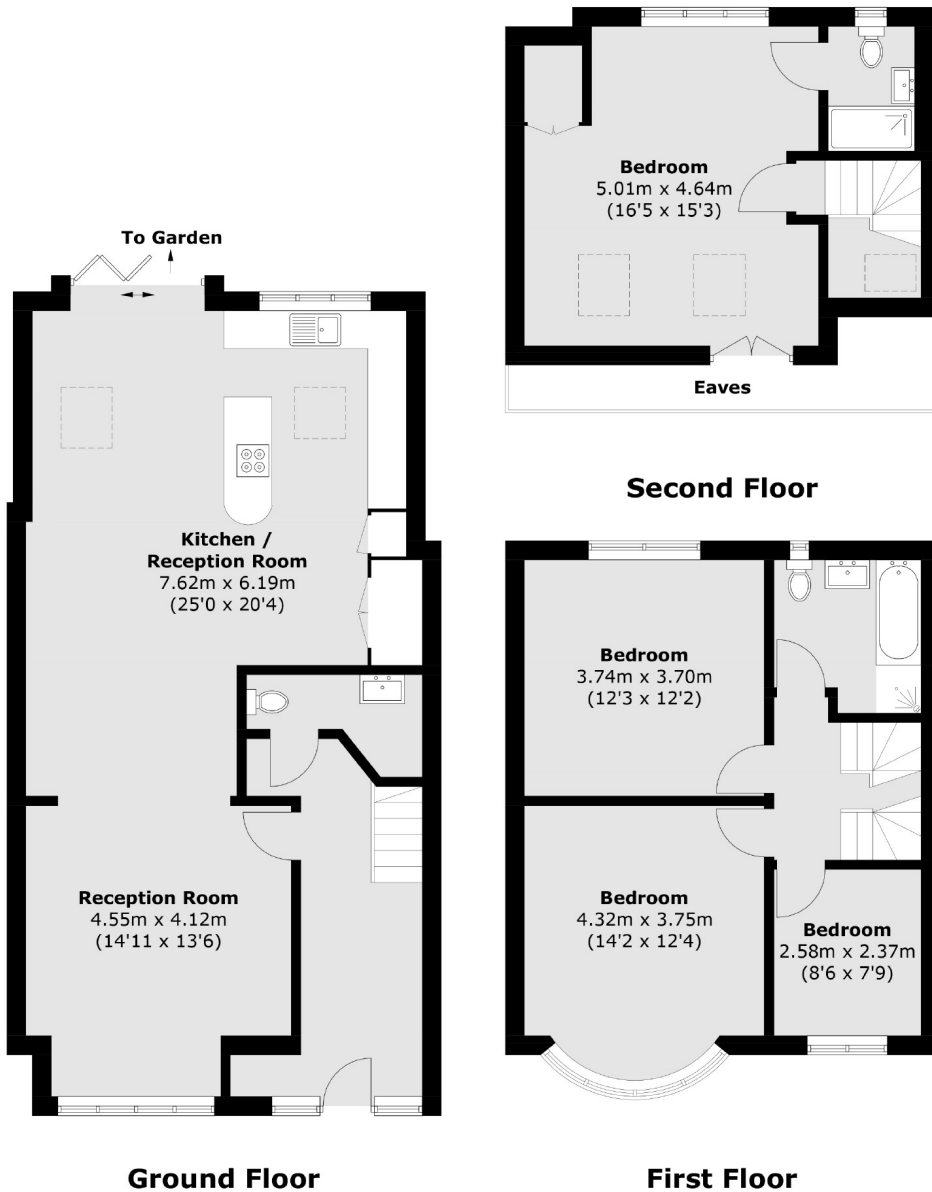 To Garden
Kitchen /
Reception Room
7.62m x 6.19m
(25'0 x 20'4)
Reception Room
4.55m x 4.12m
(14'11 x 13'6)
Ground Floor
Bedroom
5.01m x 4.64m
(16'5 x 15'3)
Eaves
Second Floor
Bedroom
3.74m x 3.70m
(12'3 x 12'2)
Bedroom
4.32m x 3.75m
(14'2 x 12'4)
Bedroom
2.58m x 2.37m
(8'6 x 7'9)
First Floor